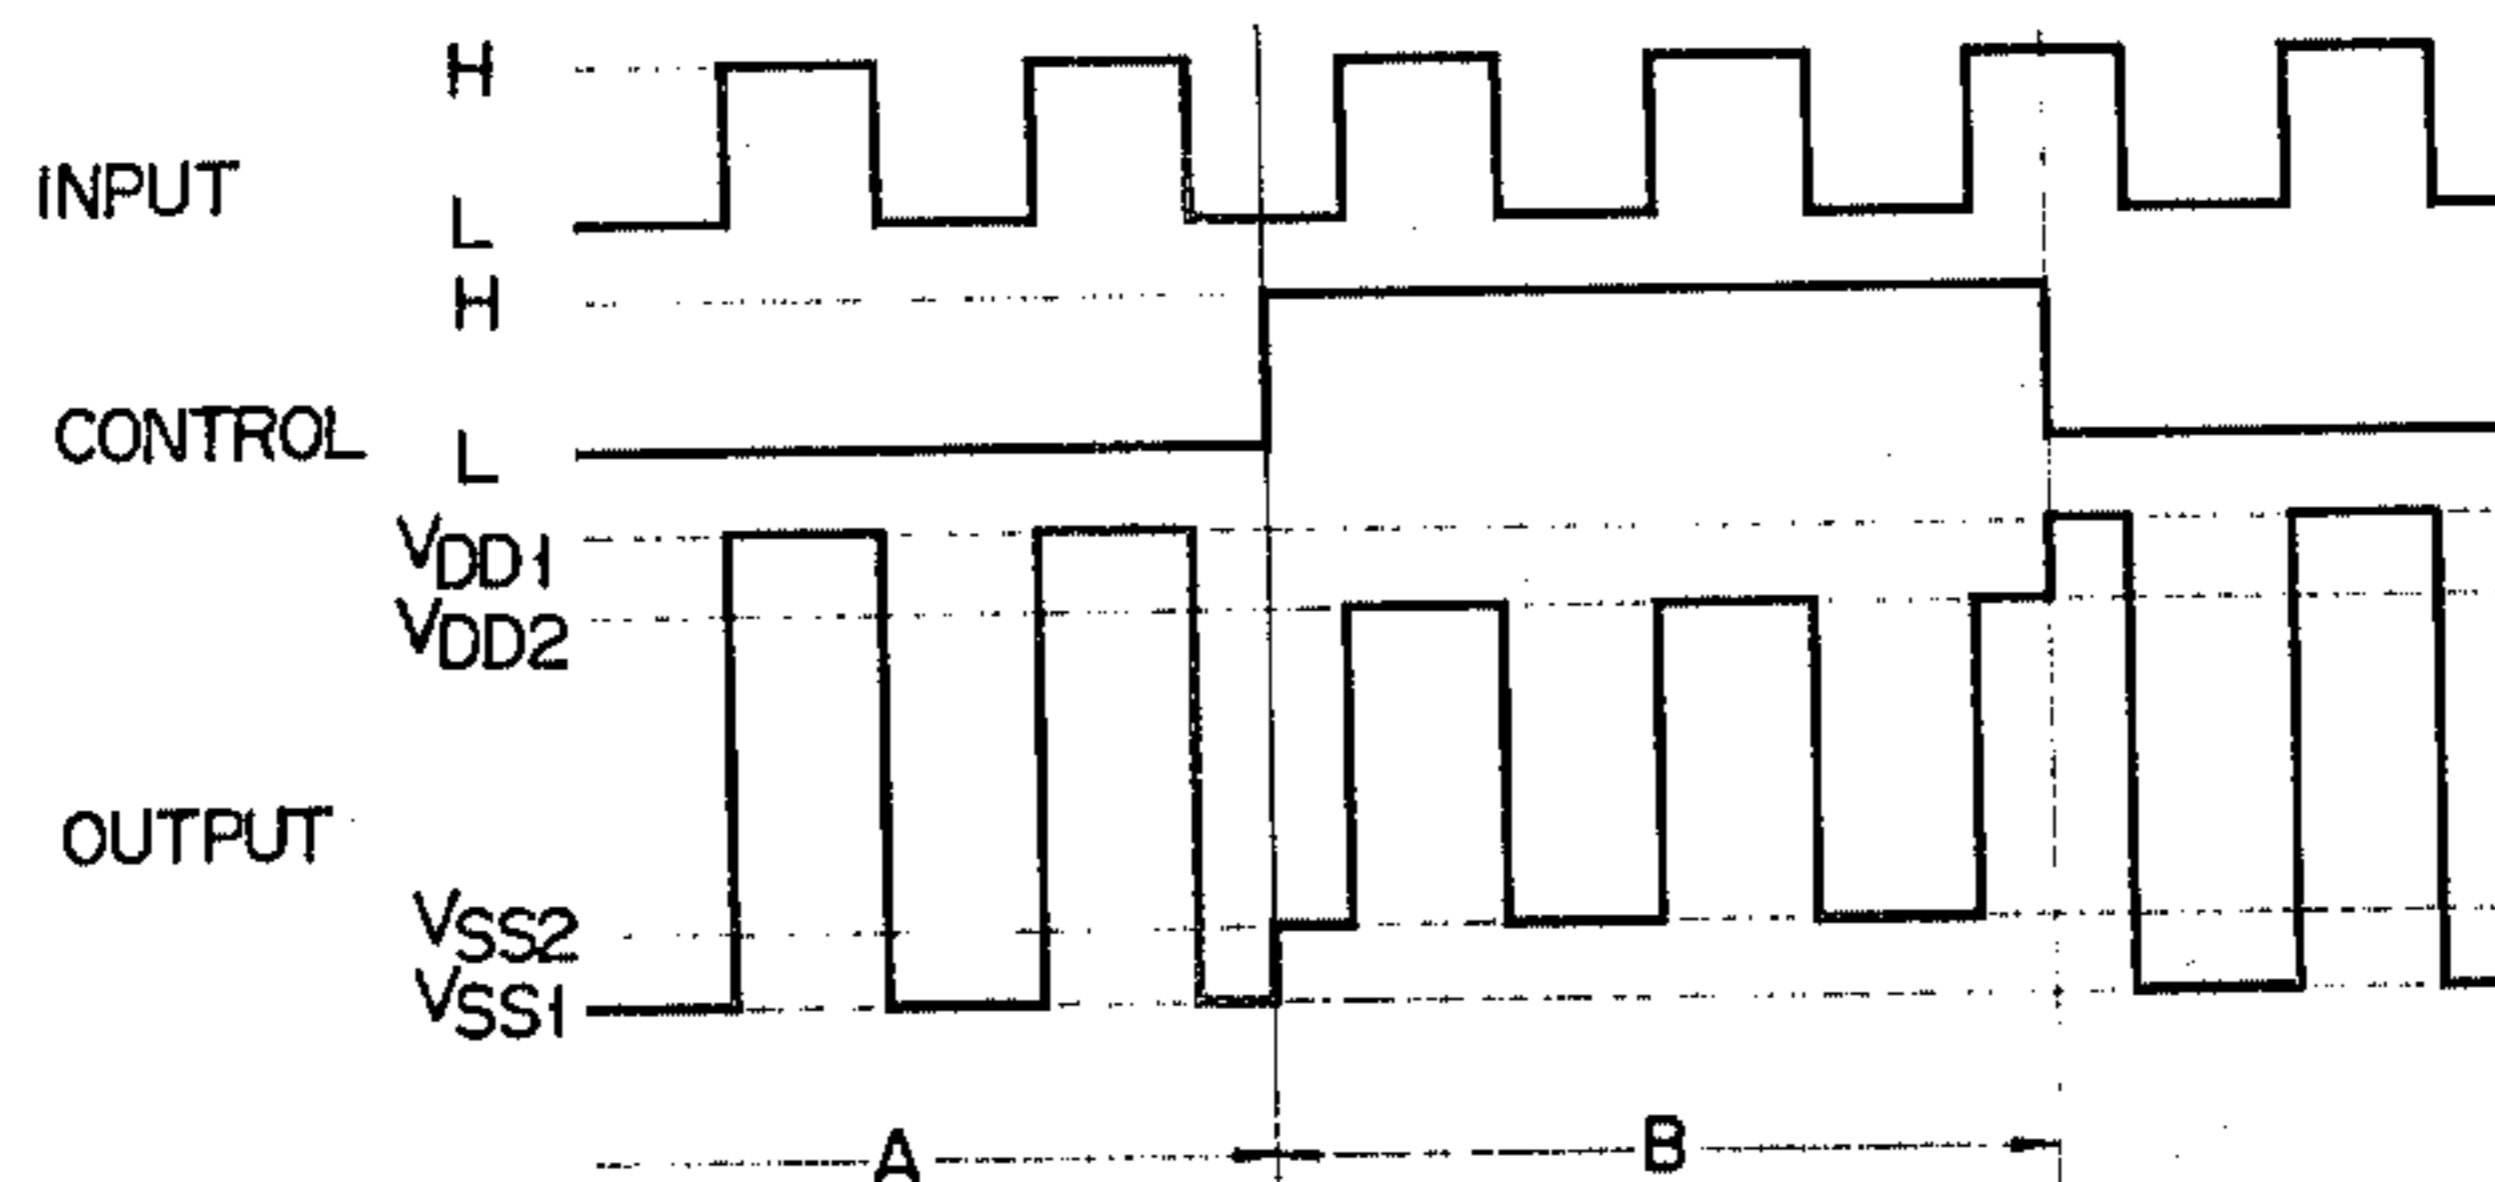 H
INPUT
L
H
CONTROL L
VDD1
VDD2
OUTPUT
VSS2
VSS1
A B